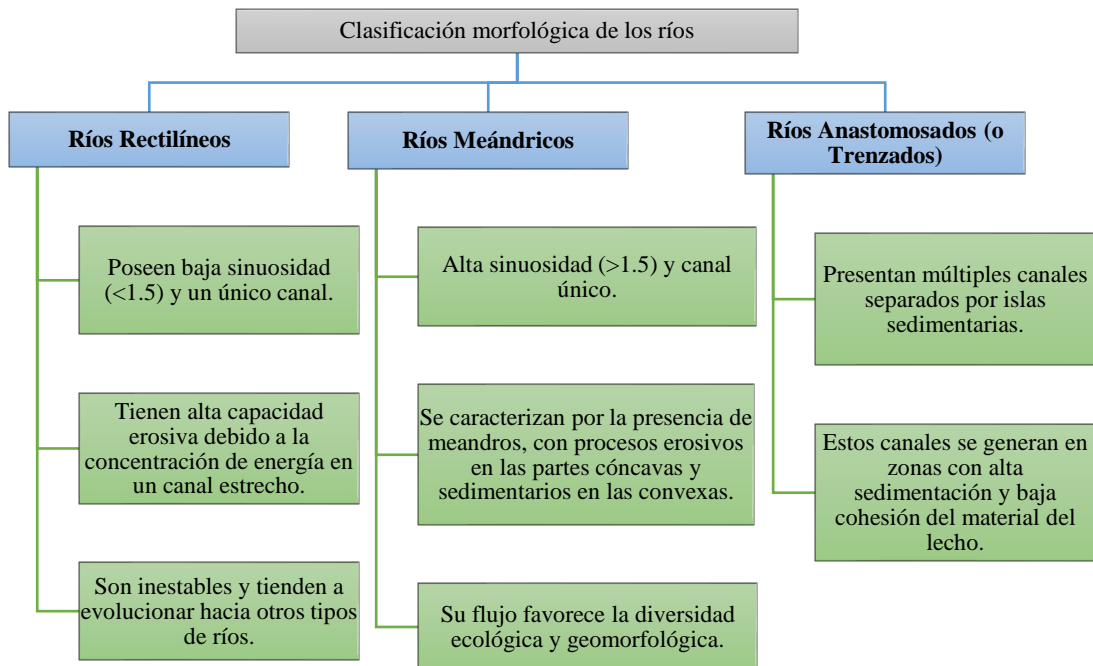 Clasificación morfológica de los ríos
Ríos Rectilíneos
Poseen baja sinuosidad
(<1.5) y un único canal.
Tienen alta capacidad
erosiva debido a la
concentración de energía en
un canal estrecho.
Son inestables y tienden a
evolucionar hacia otros tipos
de ríos.
Ríos Meándricos
Alta sinuosidad (>1.5) y canal
único.
Se caracterizan por la presencia de
meandros, con procesos erosivos
en las partes cóncavas y
sedimentarios en las convexas.
Su flujo favorece la diversidad
ecológica y geomorfológica.
Ríos Anastomosados (o
Trenzados)
Presentan múltiples canales
separados por islas
sedimentarias.
Estos canales se generan en
zonas con alta
sedimentación y baja
cohesión del material del
lecho.